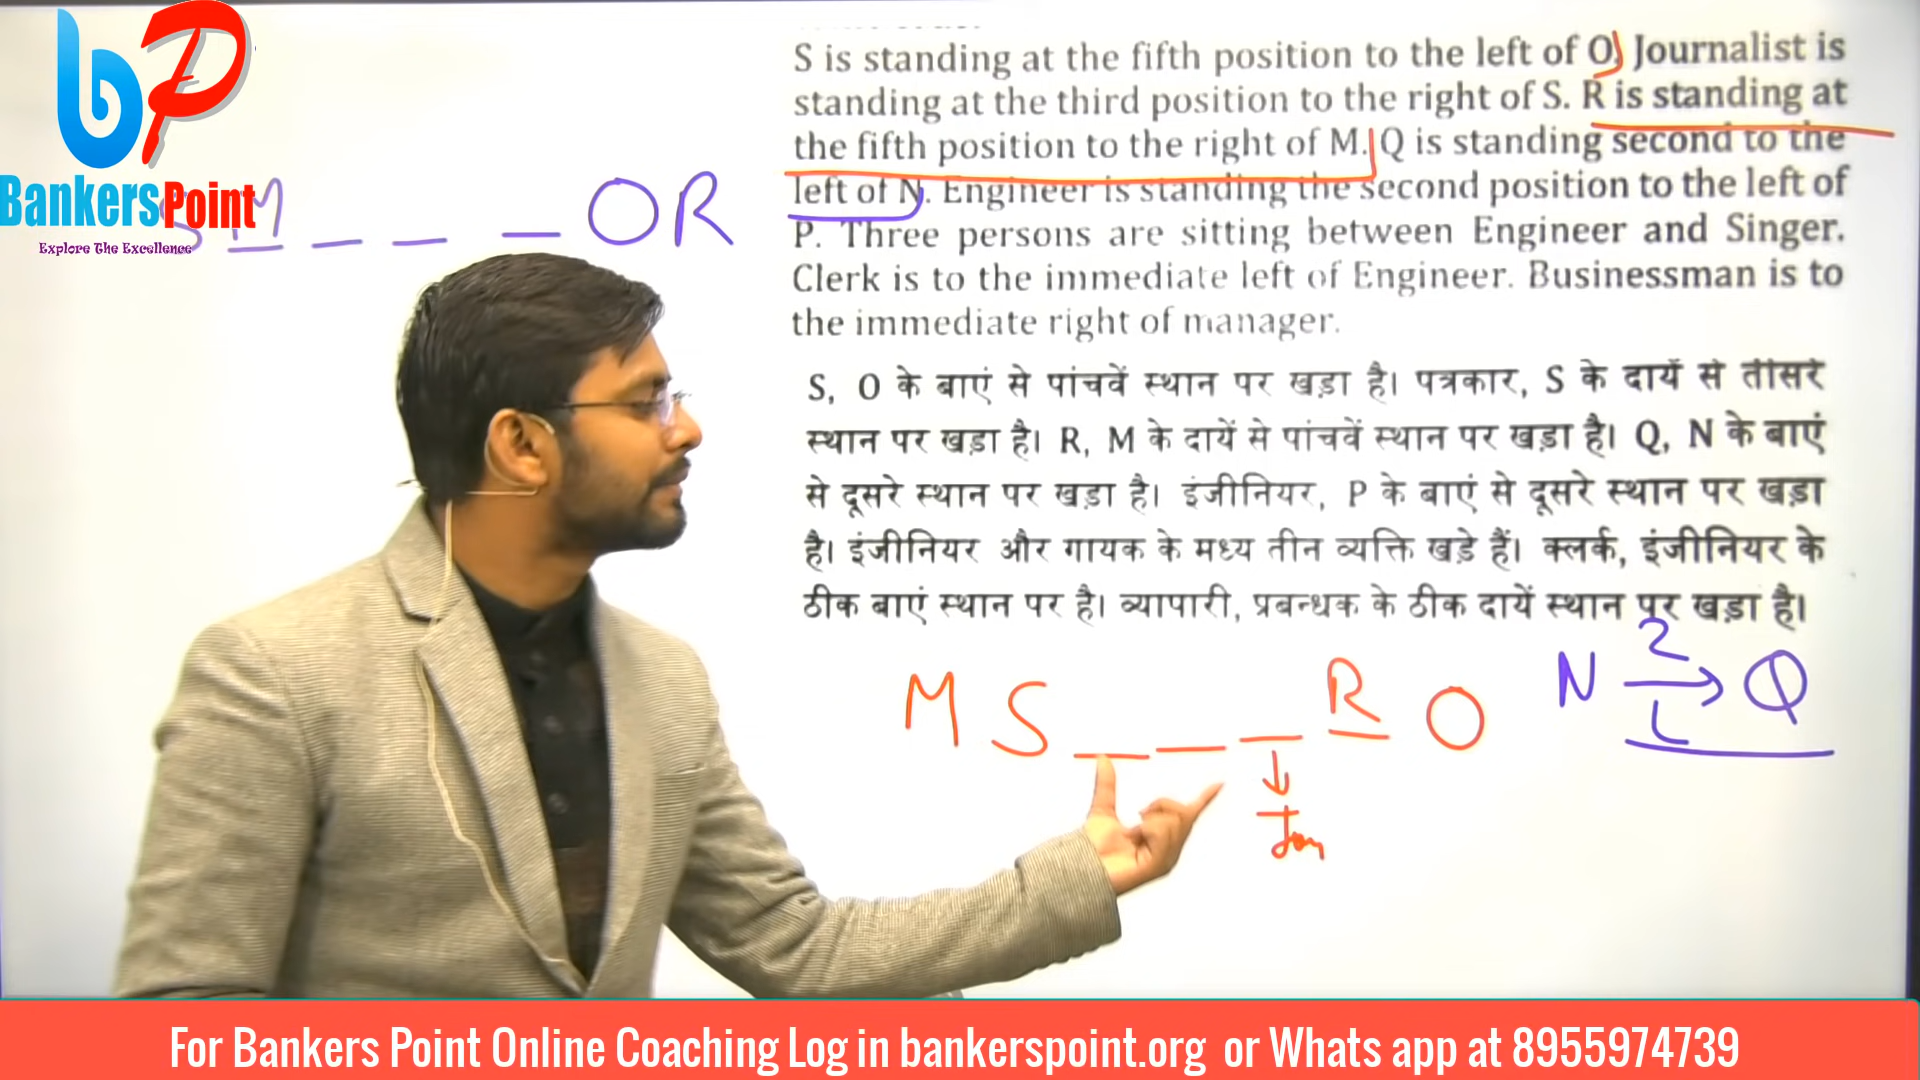 bP
BankersPoint
Explore The Excellence
S M _ _ _ O R
S is standing at the fifth position to the left of O. Journalist is
standing at the third position to the right of S. R is standing at
the fifth position to the right of M. Q is standing second to the
left of N. Engineer is standing the second position to the left of
P. Three persons are sitting between Engineer and Singer.
Clerk is to the immediate left of Engineer. Businessman is to
the immediate right of manager.
S, O के बाएं से पांचवें स्थान पर खड़ा है। पत्रकार, S के दायें से तीसरे
स्थान पर खड़ा है। R, M के दायें से पांचवें स्थान पर खड़ा है। Q, N के बाएं
से दूसरे स्थान पर खड़ा है। इंजीनियर, P के बाएं से दूसरे स्थान पर खड़ा
है। इंजीनियर और गायक के मध्य तीन व्यक्ति खड़े हैं। क्लर्क, इंजीनियर के
ठीक बाएं स्थान पर है। व्यापारी, प्रबन्धक के ठीक दायें स्थान पर खड़ा है।
M S _ _ _ R O
Jou
2
N → Q
L
For Bankers Point Online Coaching Log in bankerspoint.org or Whats app at 8955974739